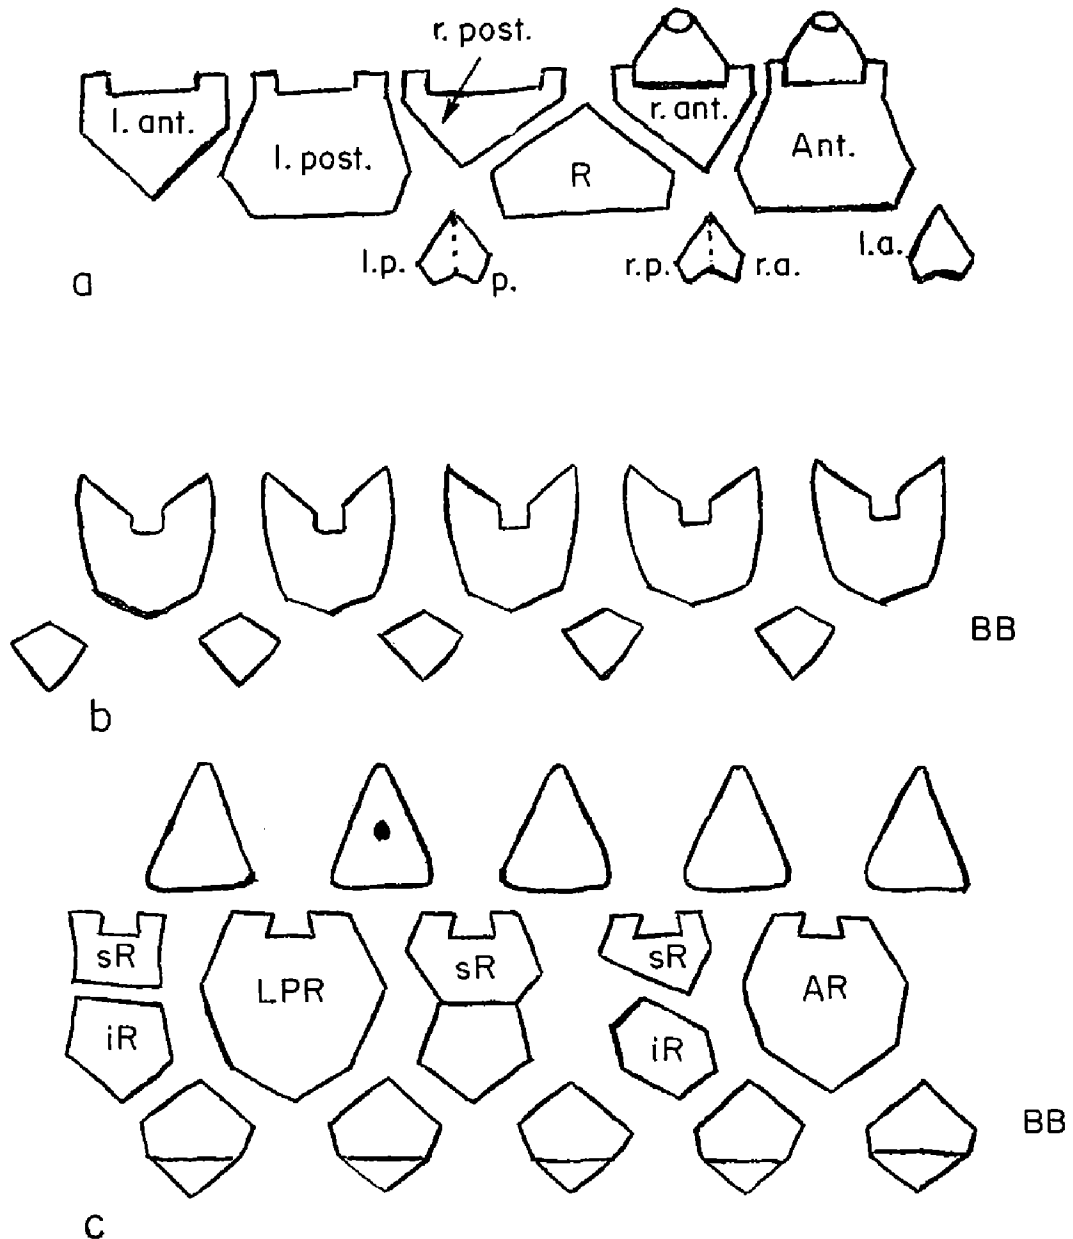 r. post.
l. ant.
l. post.
R
r. ant.
Ant.
l.p.
p.
r.p.
r.a.
l.a.
a
BB
b
sR
LPR
sR
sR
AR
iR
iR
BB
c